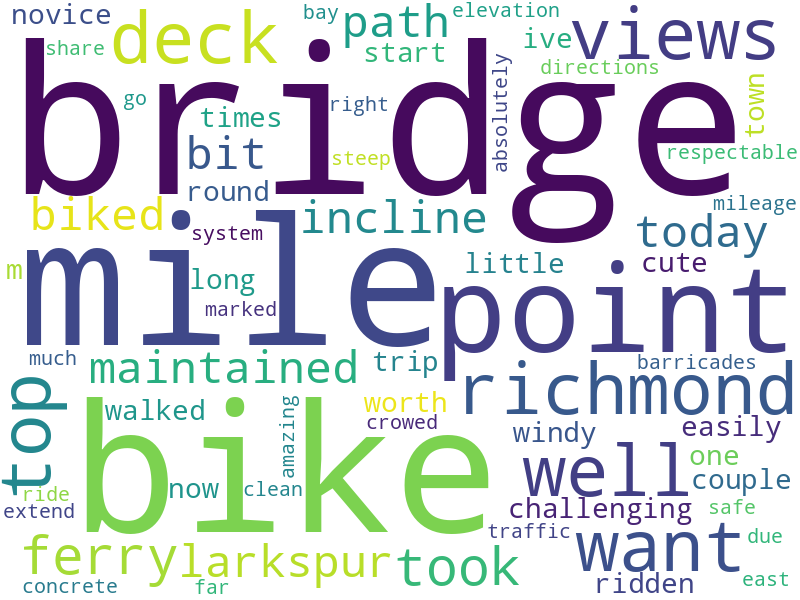 novice
share
deck
bay
path
start
elevation
ive
views
directions
bridge
go
times
right
absolutely
town
bit
steep
respectable
round
mileage
biked
system
incline
today
mile
m
long
marked
little
cute
point
much
maintained
trip
barricades
richmond
top
walked
amazing
worth
crowed
windy
easily
bike
well
one
couple
ride
extend
now
clean
challenging
safe
traffic
want
due
ferry
larkspur
took
concrete
far
ridden
east